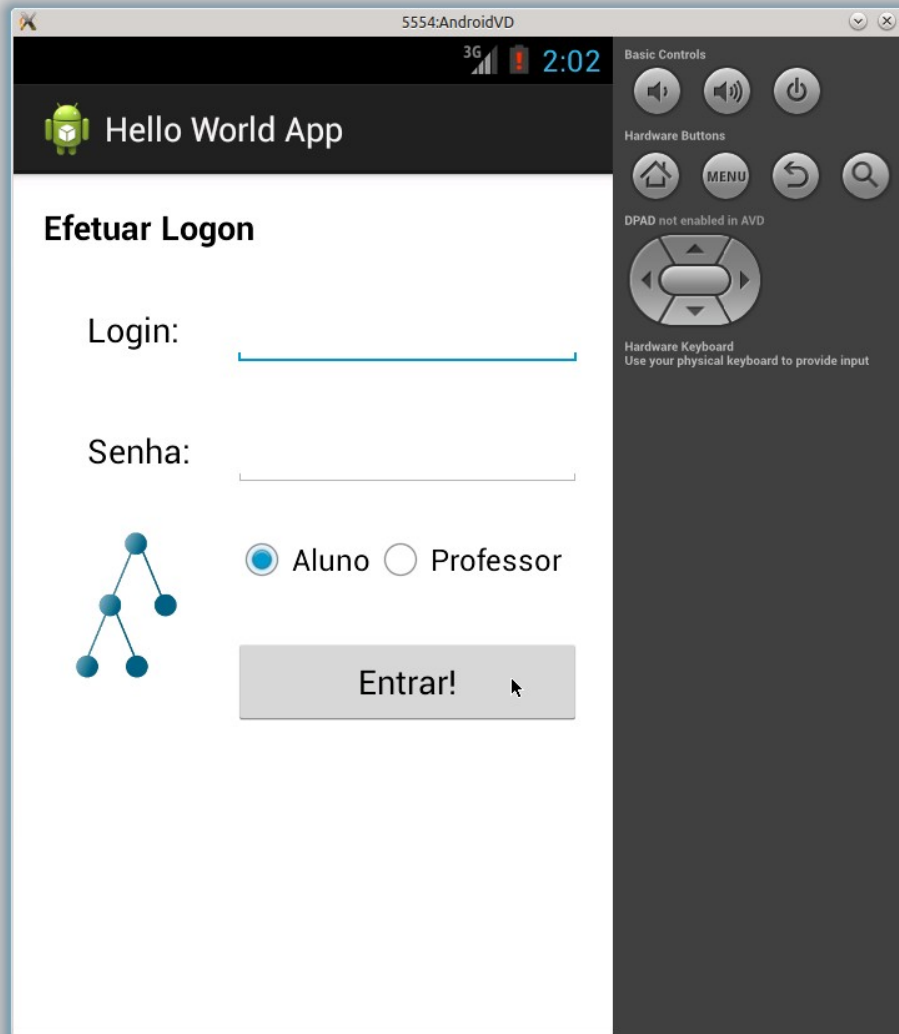 5554:AndroidVD
3G 2:02
Hello World App
Efetuar Logon
Login:
Senha:
Aluno Professor
Entrar!
Basic Controls
Hardware Buttons
MENU
DPAD not enabled in AVD
Hardware Keyboard
Use your physical keyboard to provide input